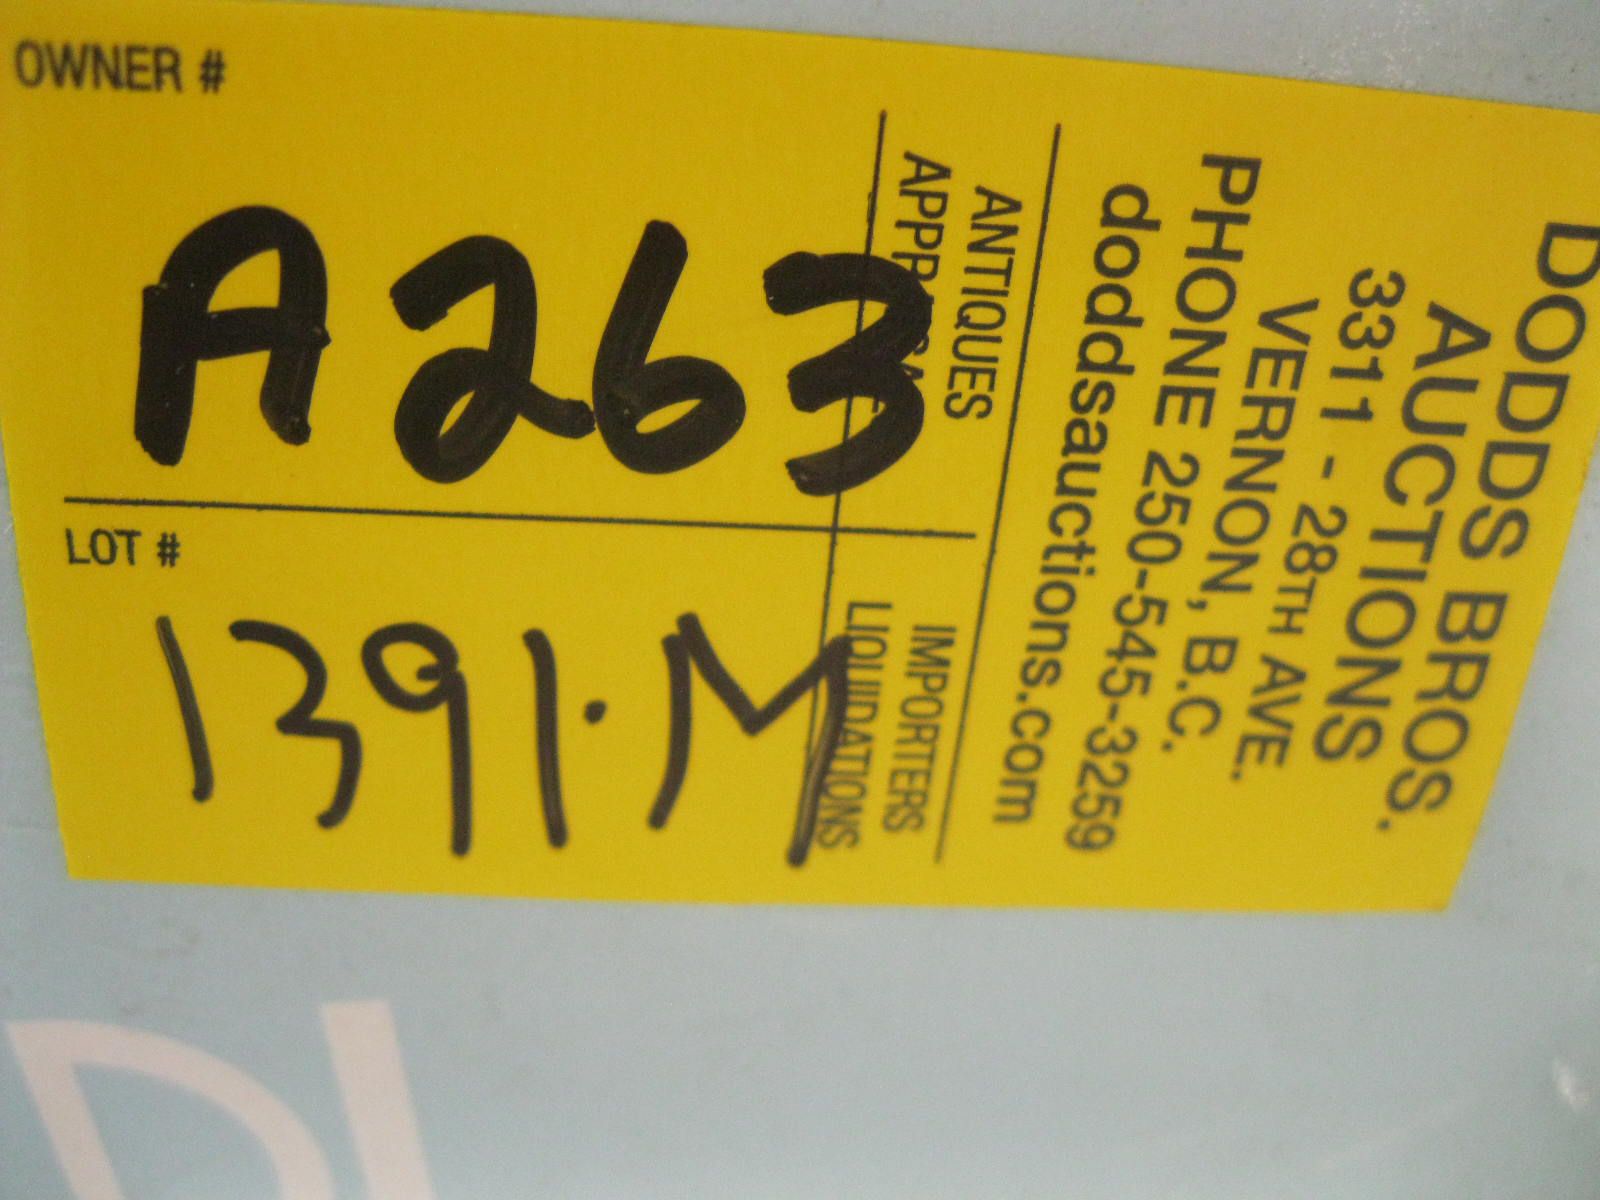 OWNER #
A263
LOT #
1391·M
ANTIQUES
IMPORTERS
LIQUIDATIONS
DODDS BROS.
AUCTIONS
3311 - 28TH AVE.
VERNON, B.C.
PHONE 250-545-3259
doddsauctions.com